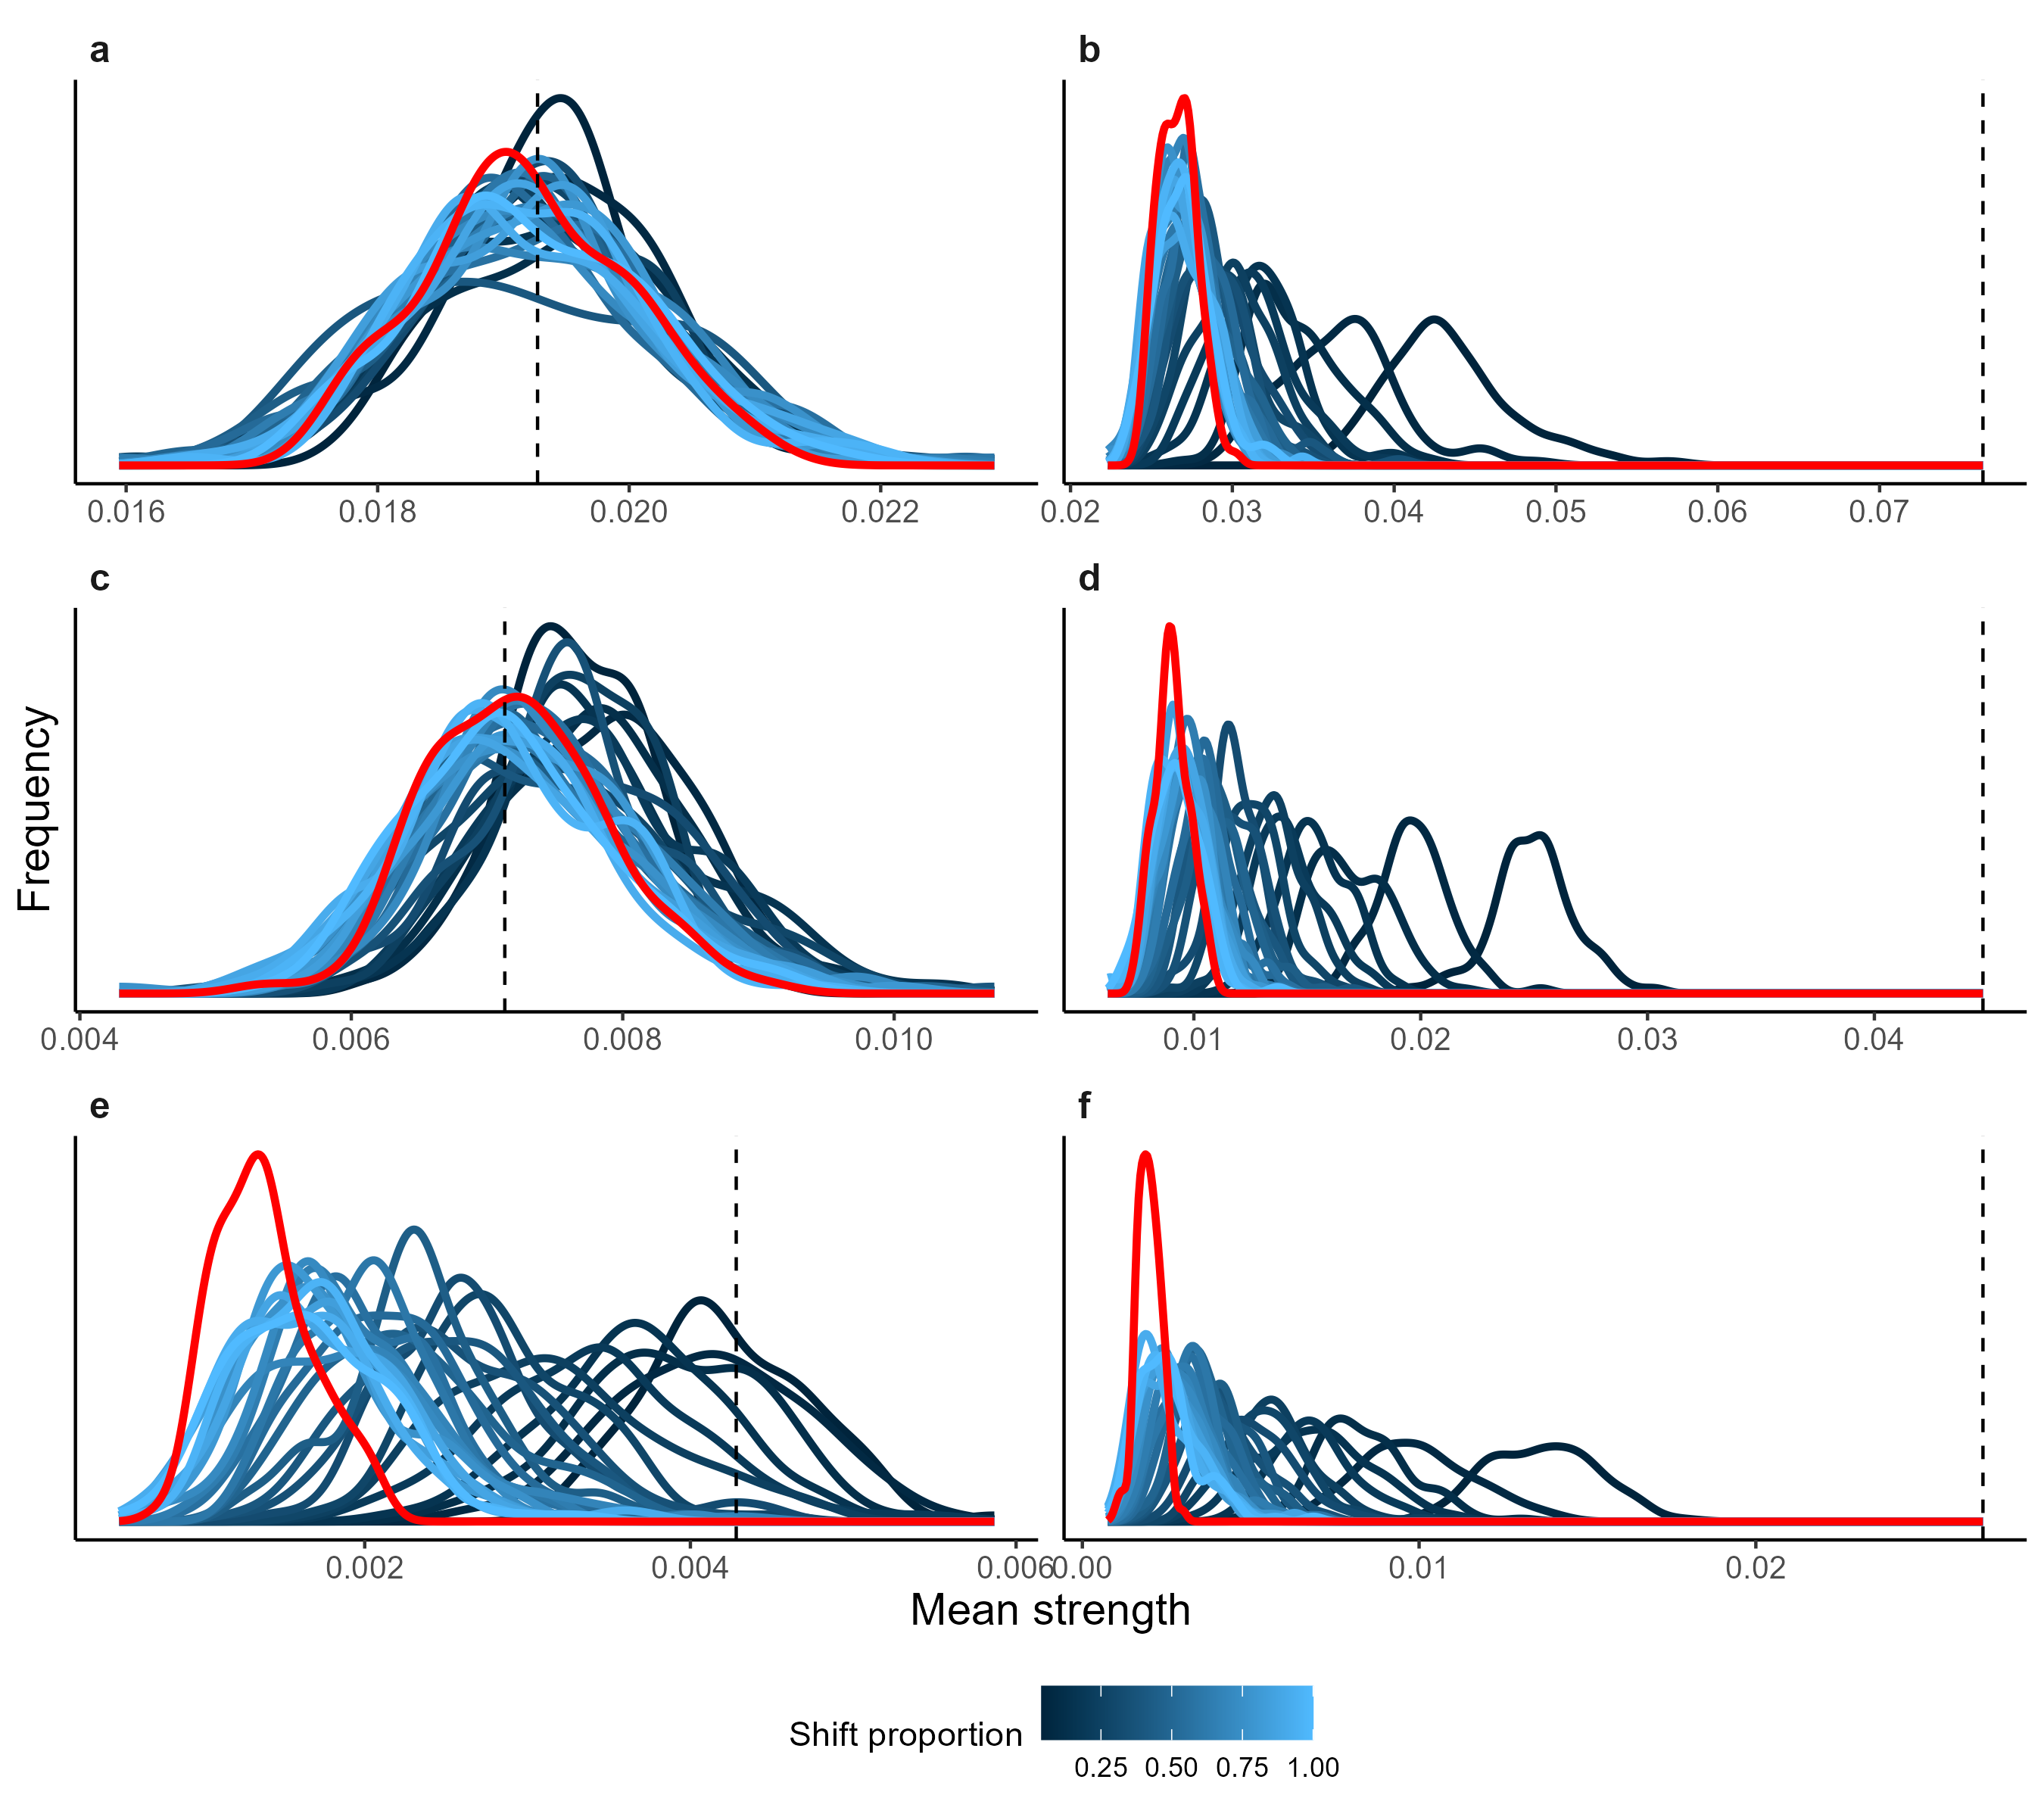 a b
0.016 0.018 0.020 0.022 0.02 0.03 0.04 0.05 0.06 0.07
c d
Frequency
0.004 0.006 0.008 0.010 0.01 0.02 0.03 0.04
e f
0.002 0.004 0.006 0.00 0.01 0.02
Mean strength
Shift proportion
0.25 0.50 0.75 1.00